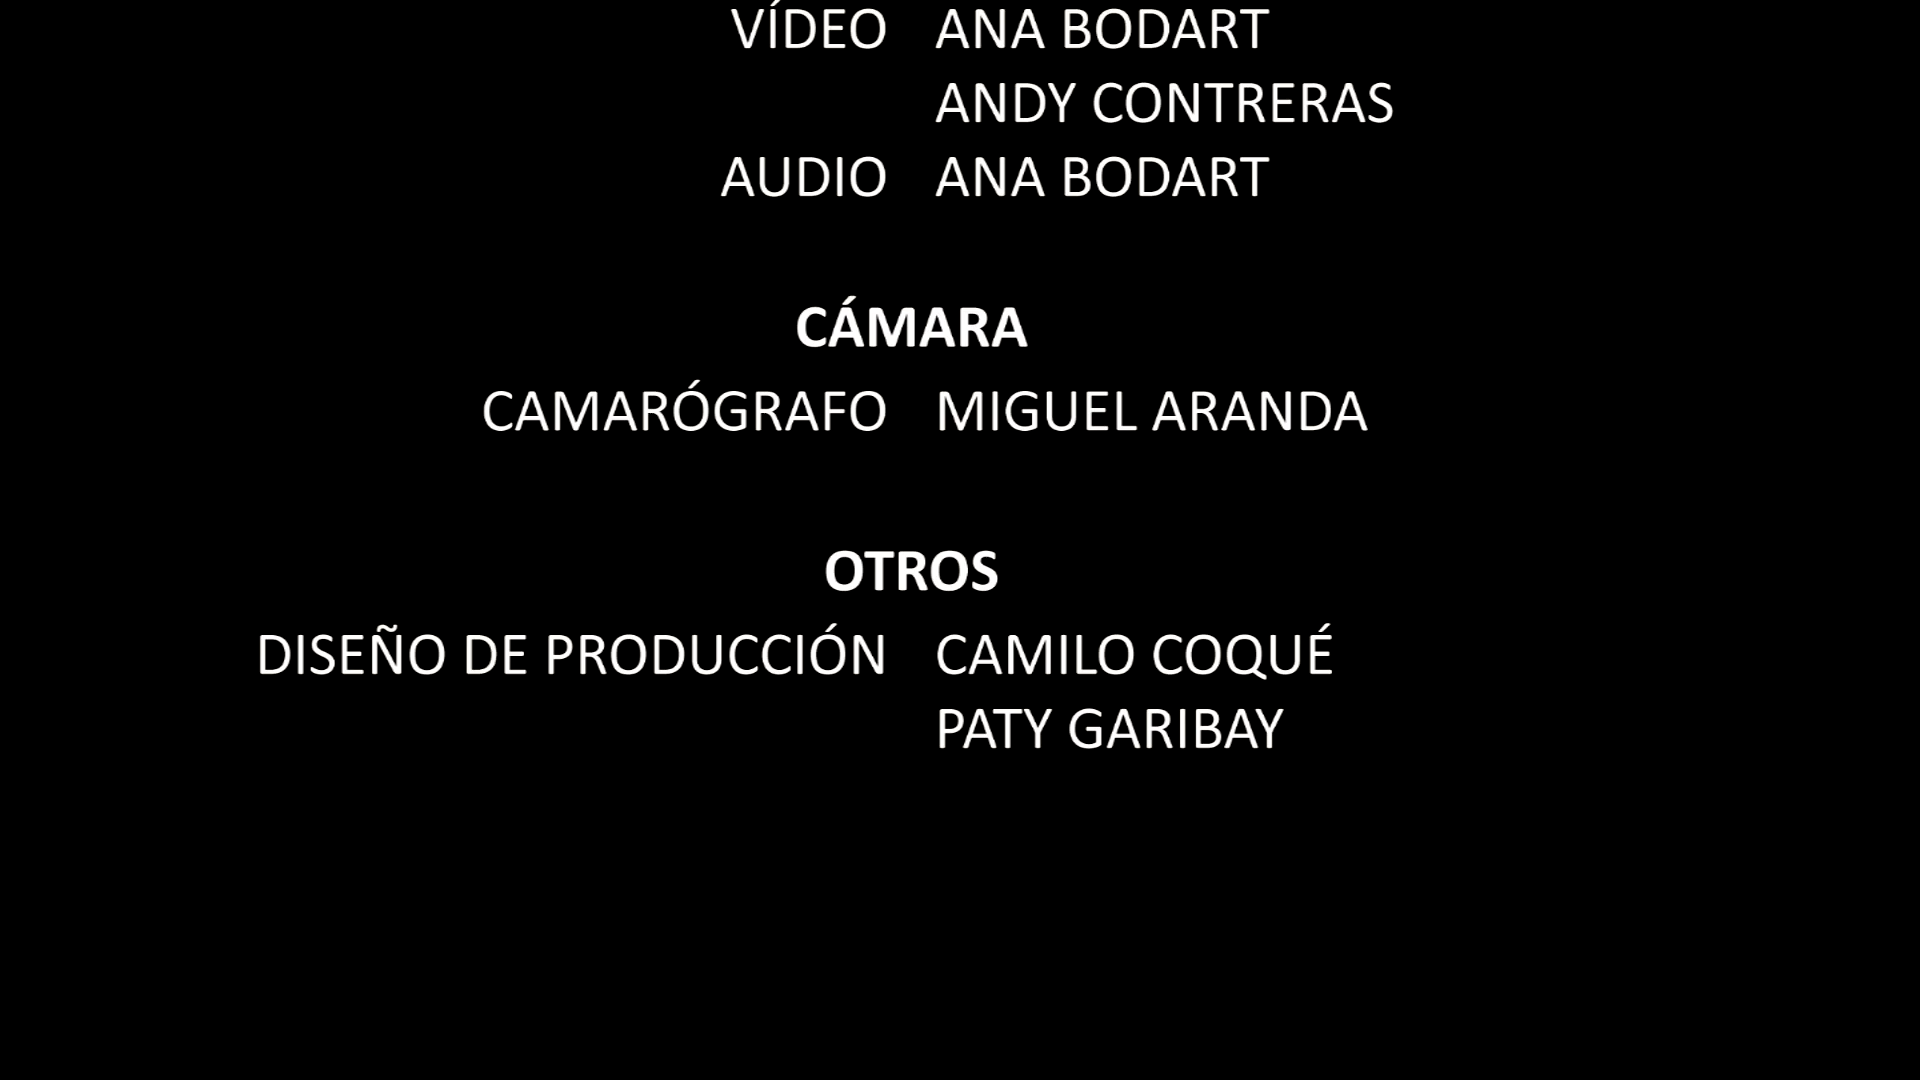 VÍDEO ANA BODART
ANDY CONTRERAS
AUDIO ANA BODART
CÁMARA
CAMARÓGRAFO MIGUEL ARANDA
OTROS
DISEÑO DE PRODUCCIÓN CAMILO COQUÉ
PATY GARIBAY